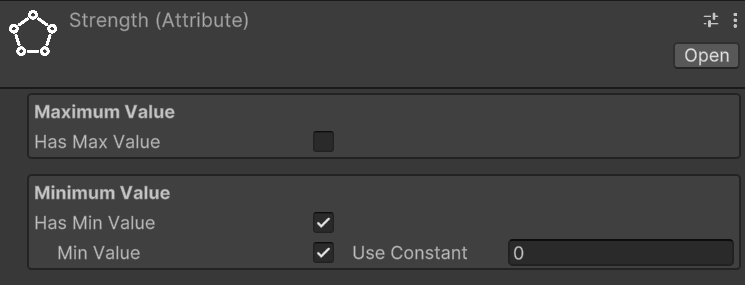 Strength (Attribute)
Open
Maximum Value
Has Max Value
Minimum Value
Has Min Value
Min Value Use Constant 0